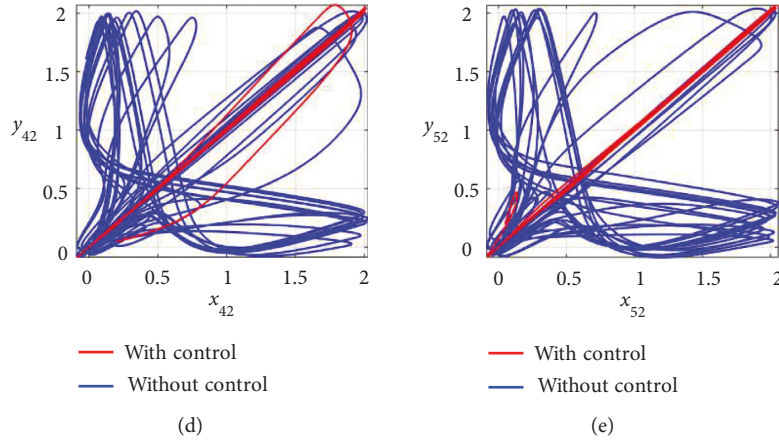 2
1.5
y42
1
0.5
0
0 0.5 1 1.5 2
x42
With control
Without control
(d)
2
1.5
y52
1
0.5
0
0 0.5 1 1.5 2
x52
With control
Without control
(e)